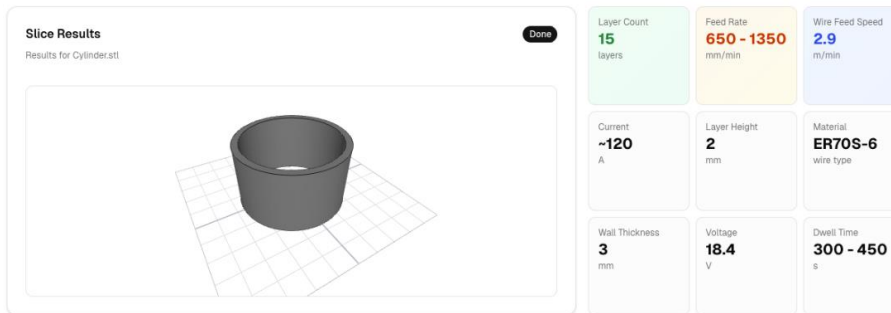 Slice Results
Done
Results for Cylinder.stl
Layer Count
15
layers
Feed Rate
650 - 1350
mm/min
Wire Feed Speed
2.9
m/min
Current
~120
A
Layer Height
2
mm
Material
ER70S-6
wire type
Wall Thickness
3
mm
Voltage
18.4
V
Dwell Time
300 - 450
s